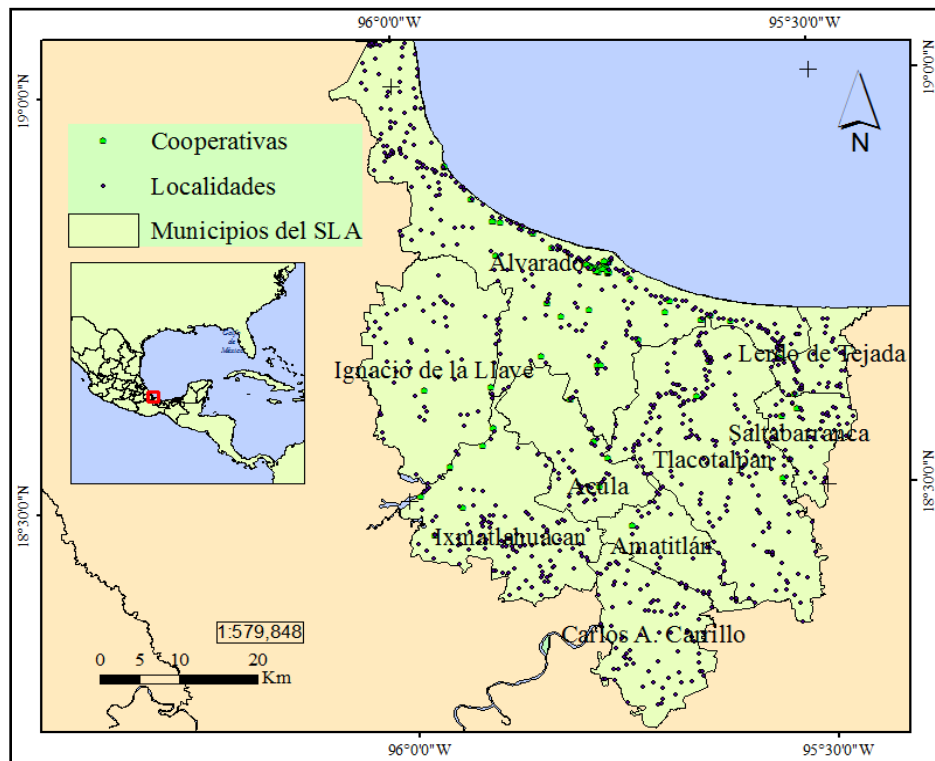 96°0'0"W
95°30'0"W
19°0'0"N
19°0'0"N
N
Cooperativas
Localidades
Municipios del SLA
Alvarado
Ignacio de la Llave
Lerdo de Tejada
Saltabarranca
Tlacotalpan
Acula
Ixmatlahuacan
Amatitlán
Carlos A. Carrillo
18°30'0"N
18°30'0"N
1:579,848
0 5 10 20
Km
96°0'0"W
95°30'0"W